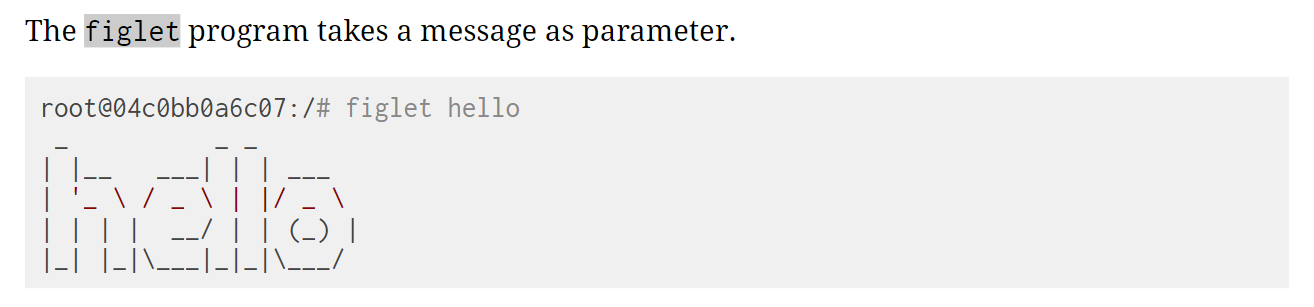 The figlet program takes a message as parameter.
root@04c0bb0a6c07:/# figlet hello
 _          _ _
| |__   ___| | | ___
| '_ \ / _ \ | |/ _ \
| | | |  __/ | | (_) |
|_| |_|\___|_|_|\___/